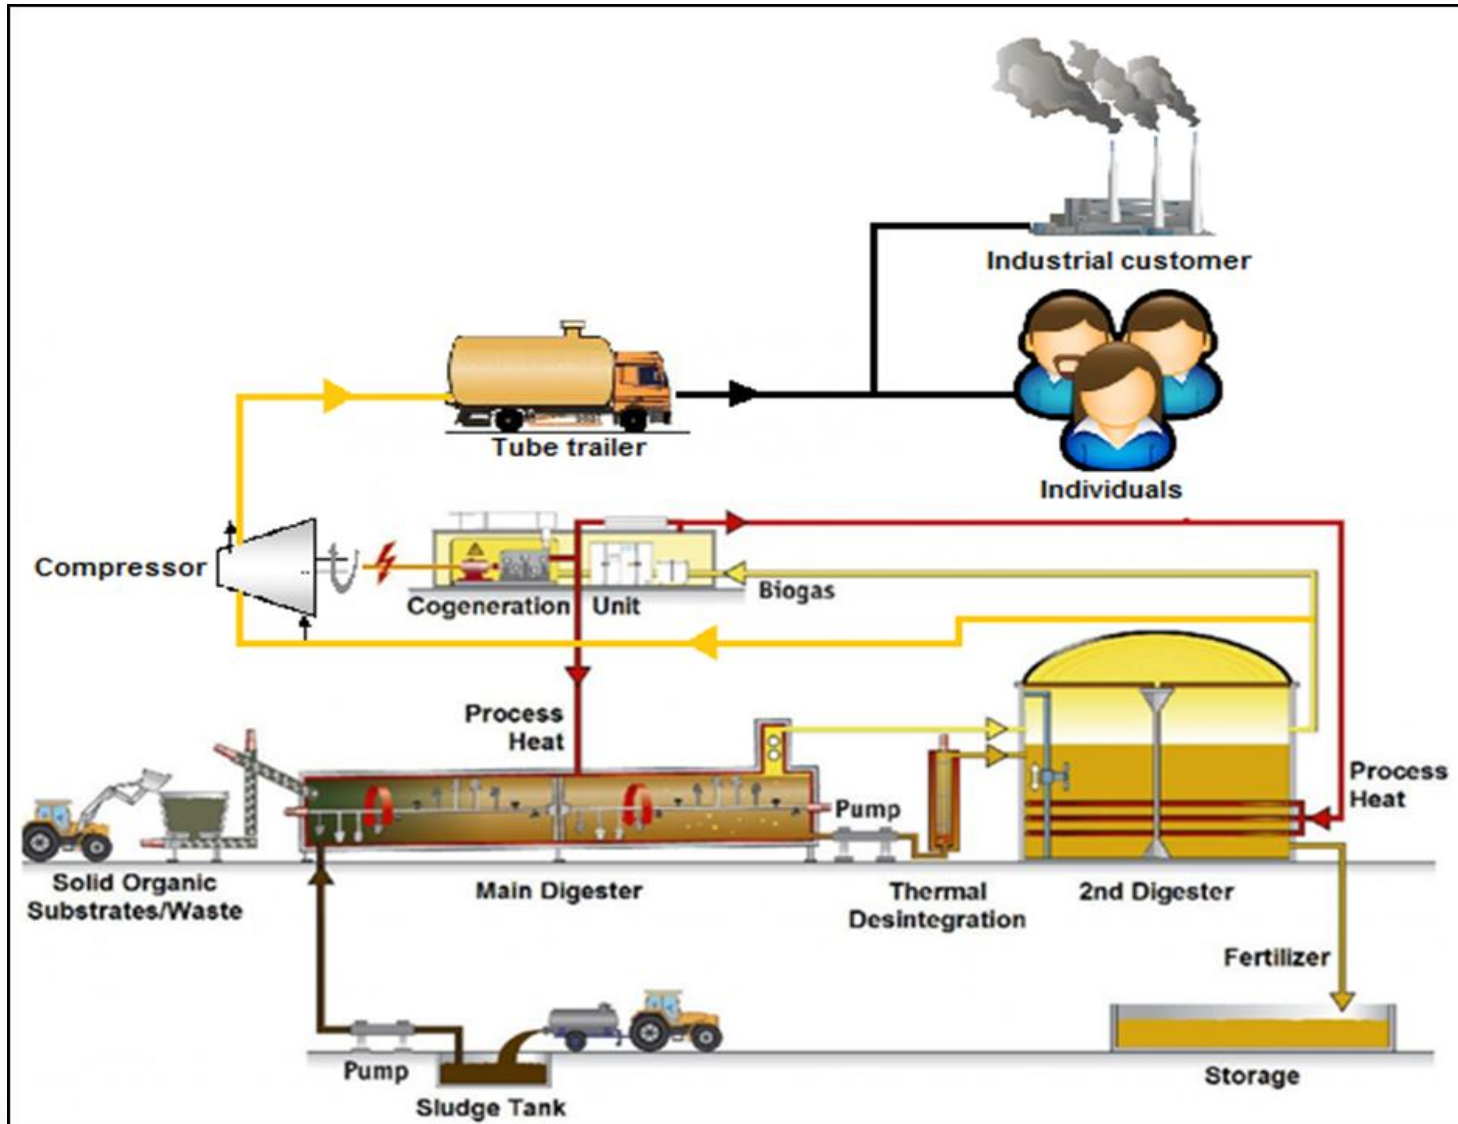 Industrial customer
Tube trailer
Individuals
Compressor
Cogeneration Unit
Biogas
Process
Heat
Process
Heat
Pump
Solid Organic
Substrates/Waste
Main Digester
Thermal
Desintegration
2nd Digester
Fertilizer
Pump
Sludge Tank
Storage